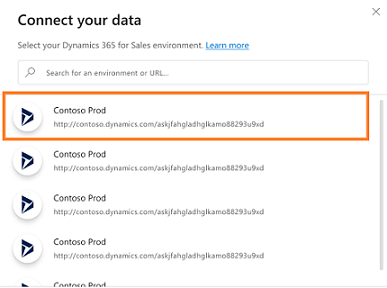 Connect your data
Select your Dynamics 365 for Sales environment. Learn more
Search for an environment or URL...
Contoso Prod
http://contoso.dynamics.com/askjfahgladhglkamo88293u9xd
Contoso Prod
http://contoso.dynamics.com/askjfahgladhglkamo88293u9xd
Contoso Prod
http://contoso.dynamics.com/askjfahgladhglkamo88293u9xd
Contoso Prod
http://contoso.dynamics.com/askjfahgladhglkamo88293u9xd
Contoso Prod